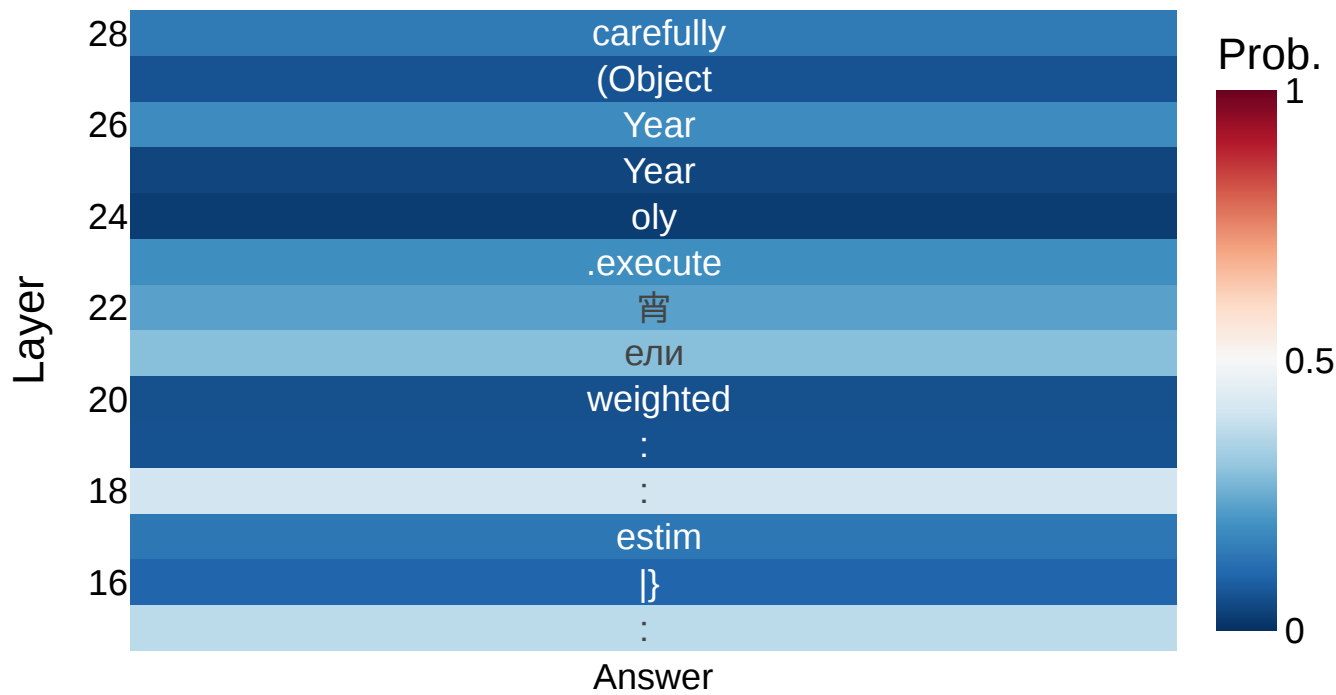 28 carefully
Prob.
(Object
1
26 Year
Year
24 oly
.execute
22 宵
ели
0.5
20 weighted
:
18 :
estim
16 |}
:
0
Layer
Answer